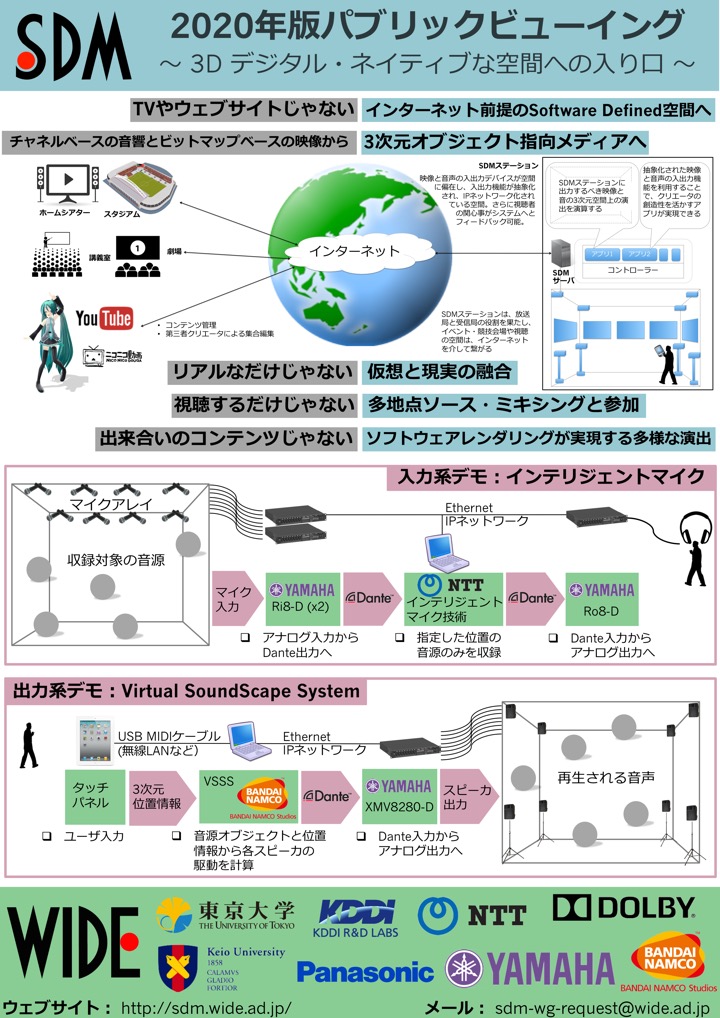 SDM
2020年版パブリックビューイング
～ 3D デジタル・ネイティブな空間への入り口 ～
TVやウェブサイトじゃない
インターネット前提のSoftware Defined空間へ
チャネルベースの音響とビットマップベースの映像から
3次元オブジェクト指向メディアへ
ホームシアター
スタジアム
講義室
劇場
1
YouTube
ニコニコ動画
• コンテンツ管理
• 第三者クリエータによる集合編集
インターネット
SDMステーション
映像と音声の入出力デバイスが空間
に偏在し、入出力機能が抽象化
され、IPネットワーク化され
ている空間。さらに視聴者
の関心事がシステムへと
フィードバック可能。
SDMステーションは、放送
局と受信局の役割を果たし、
イベント・競技会場や視聴
の空間は、インターネット
を介して繋がる
SDMステーションに
出力するべき映像と
音の3次元空間上の演
出を演算する
抽象化された映像
と音声の入出力機
能を利用すること
で、クリエータの
創造性を活かすア
プリが実現できる
アプリ1
アプリ2
コントローラー
SDM
サーバ
リアルなだけじゃない
仮想と現実の融合
視聴するだけじゃない
多地点ソース・ミキシングと参加
出来合いのコンテンツじゃない
ソフトウェアレンダリングが実現する多様な演出
入力系デモ：インテリジェントマイク
マイクアレイ
収録対象の音源
Ethernet
IPネットワーク
マイク
入力
YAMAHA
Ri8-D (x2)
Dante™
NTT
インテリジェント
マイク技術
Dante™
YAMAHA
Ro8-D
❑ アナログ入力から
Dante出力へ
❑ 指定した位置の
音源のみを収録
❑ Dante入力から
アナログ出力へ
出力系デモ：Virtual SoundScape System
USB MIDIケーブル
(無線LANなど)
Ethernet
IPネットワーク
タッチ
パネル
3次元
位置情報
VSSS
BANDAI
NAMCO
BANDAI NAMCO Studios
Dante™
YAMAHA
XMV8280-D
スピーカ
出力
再生される音声
❑ ユーザ入力
❑ 音源オブジェクトと位置
情報から各スピーカの
駆動を計算
❑ Dante入力から
アナログ出力へ
WIDE
東京大学
THE UNIVERSITY OF TOKYO
KDDI
KDDI R&D LABS
NTT
DOLBY®
Keio University
1858
CALAMVS
GLADIO
FORTIOR
Panasonic
YAMAHA
BANDAI
NAMCO
BANDAI NAMCO Studios
ウェブサイト： http://sdm.wide.ad.jp/
メール： sdm-wg-request@wide.ad.jp